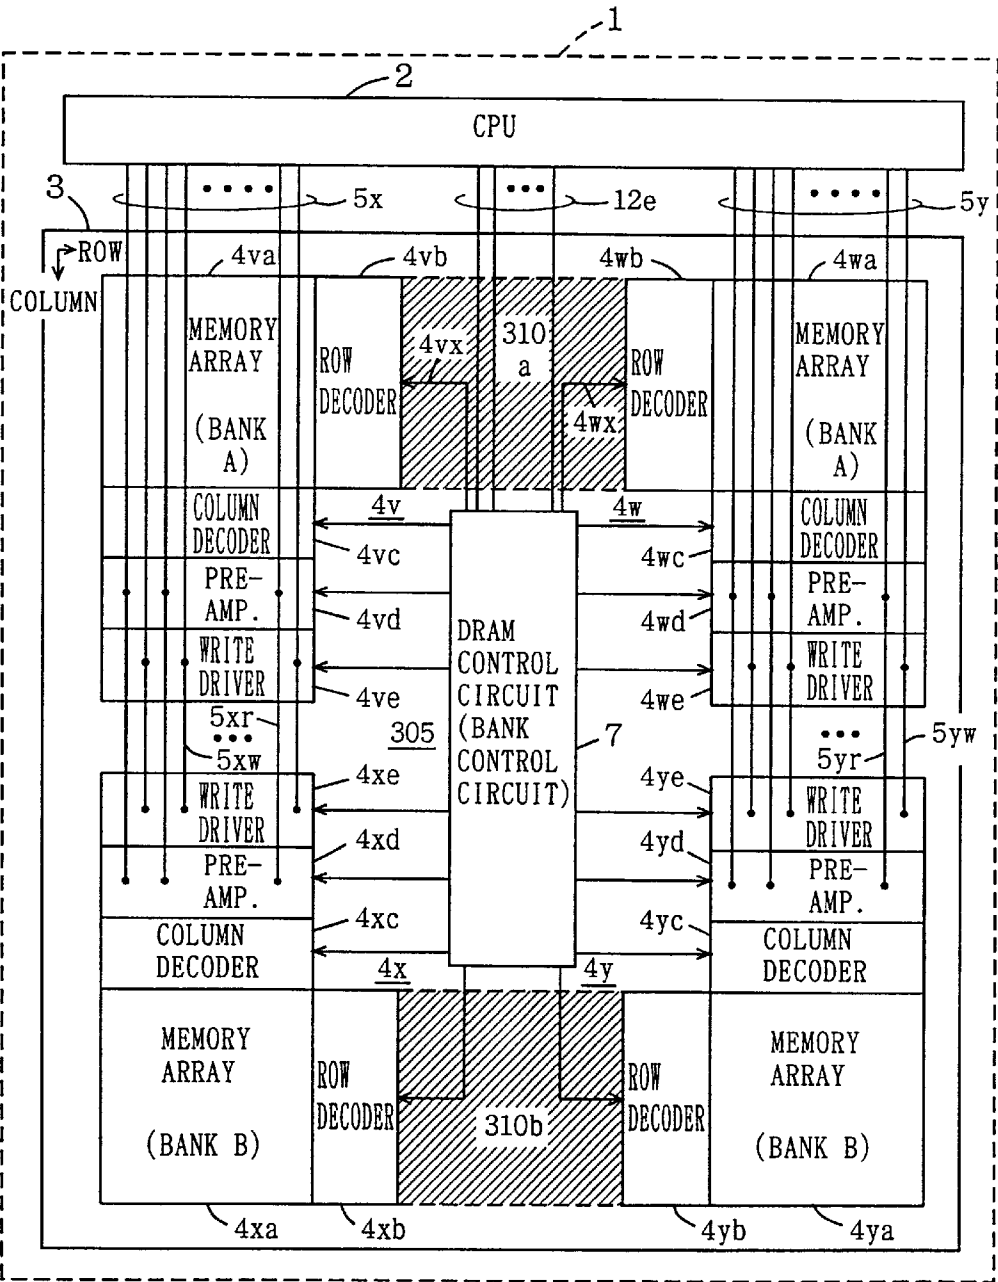 1
2
CPU
3
5x
12e
5y
ROW
COLUMN
4va
4vb
4wb
4wa
MEMORY
ARRAY
(BANK
A)
ROW
DECODER
4vx
310
a
4wx
ROW
DECODER
MEMORY
ARRAY
(BANK
A)
COLUMN
DECODER
4v
4w
COLUMN
DECODER
4vc
4wc
PRE-
AMP.
4vd
4wd
PRE-
AMP.
WRITE
DRIVER
4ve
4we
WRITE
DRIVER
DRAM
CONTROL
CIRCUIT
(BANK
CONTROL
CIRCUIT)
5xr
5xw
305
7
5yr
5yw
4xe
4ye
WRITE
DRIVER
WRITE
DRIVER
4xd
4yd
PRE-
AMP.
PRE-
AMP.
4xc
4yc
COLUMN
DECODER
COLUMN
DECODER
4x
4y
MEMORY
ARRAY
(BANK B)
ROW
DECODER
310b
ROW
DECODER
MEMORY
ARRAY
(BANK B)
4xa
4xb
4yb
4ya